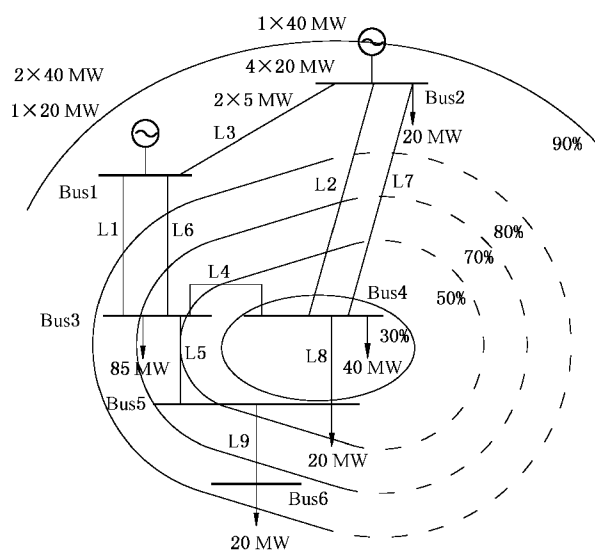 1×40 MW
2×40 MW
4×20 MW
2×5 MW
Bus2
1×20 MW
L3
20 MW
90%
Bus1
L2
L7
L1
L6
80%
70%
L4
50%
Bus3
Bus4
30%
L5
L8
85 MW
40 MW
Bus5
L9
20 MW
Bus6
20 MW